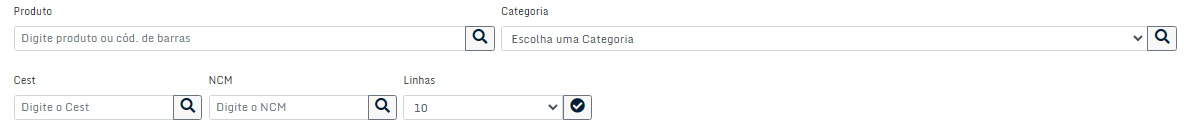 Produto Categoria
Digite produto ou cód. de barras Escolha uma Categoria
Cest NCM Linhas
Digite o Cest Digite o NCM 10